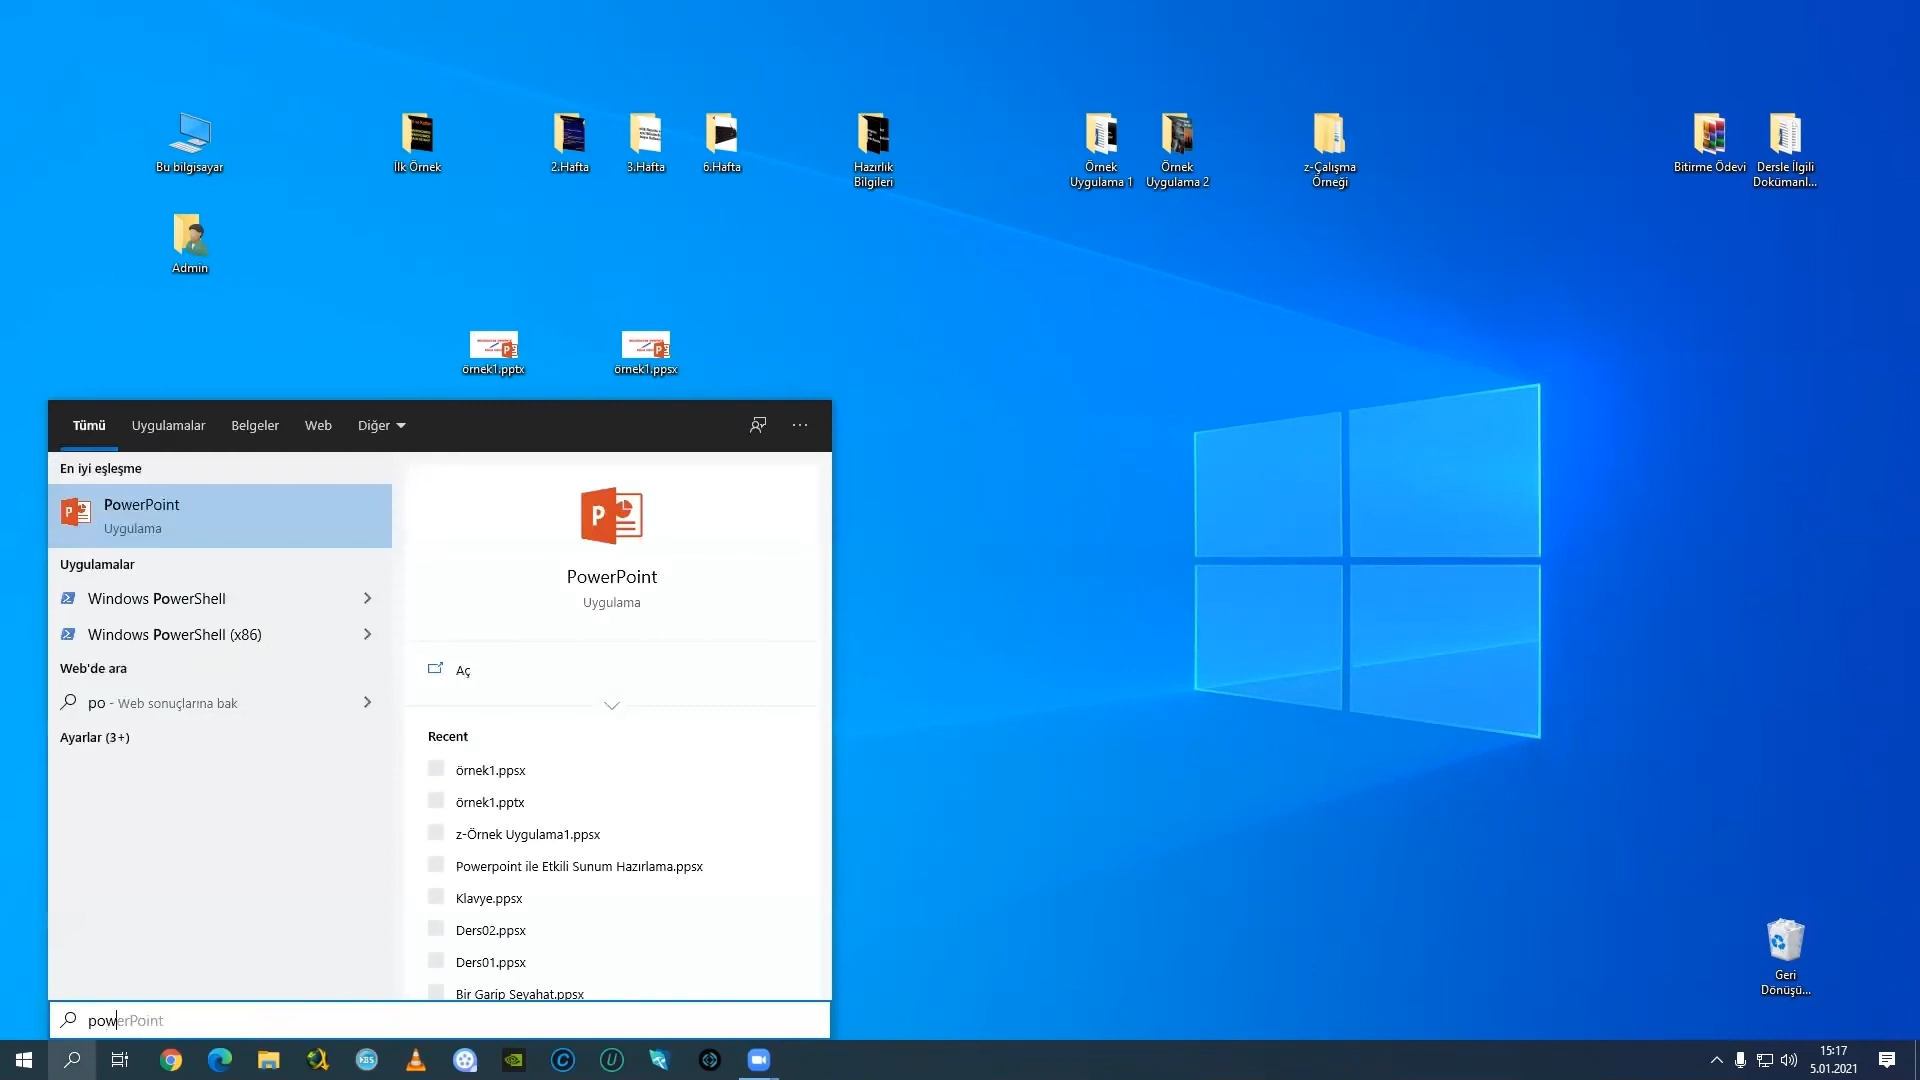 Bu bilgisayar
İlk Örnek
2.Hafta
3.Hafta
6.Hafta
Hazırlık
Bilgileri
Örnek
Uygulama 1
Örnek
Uygulama 2
z-Çalışma
Örneği
Bitirme Ödevi
Dersle İlgili
Dokümanl...
Admin
örnek1.pptx
örnek1.ppsx
Tümü
Uygulamalar
Belgeler
Web
Diğer
En iyi eşleşme
PowerPoint
Uygulama
Uygulamalar
Windows PowerShell
Windows PowerShell (x86)
Web'de ara
po - Web sonuçlarına bak
Ayarlar (3+)
PowerPoint
Uygulama
Aç
Recent
örnek1.ppsx
örnek1.pptx
z-Örnek Uygulama1.ppsx
Powerpoint ile Etkili Sunum Hazırlama.ppsx
Klavye.ppsx
Ders02.ppsx
Ders01.ppsx
Bir Garip Seyahat.ppsx
powerPoint
Geri
Dönüşü...
15:17
5.01.2021